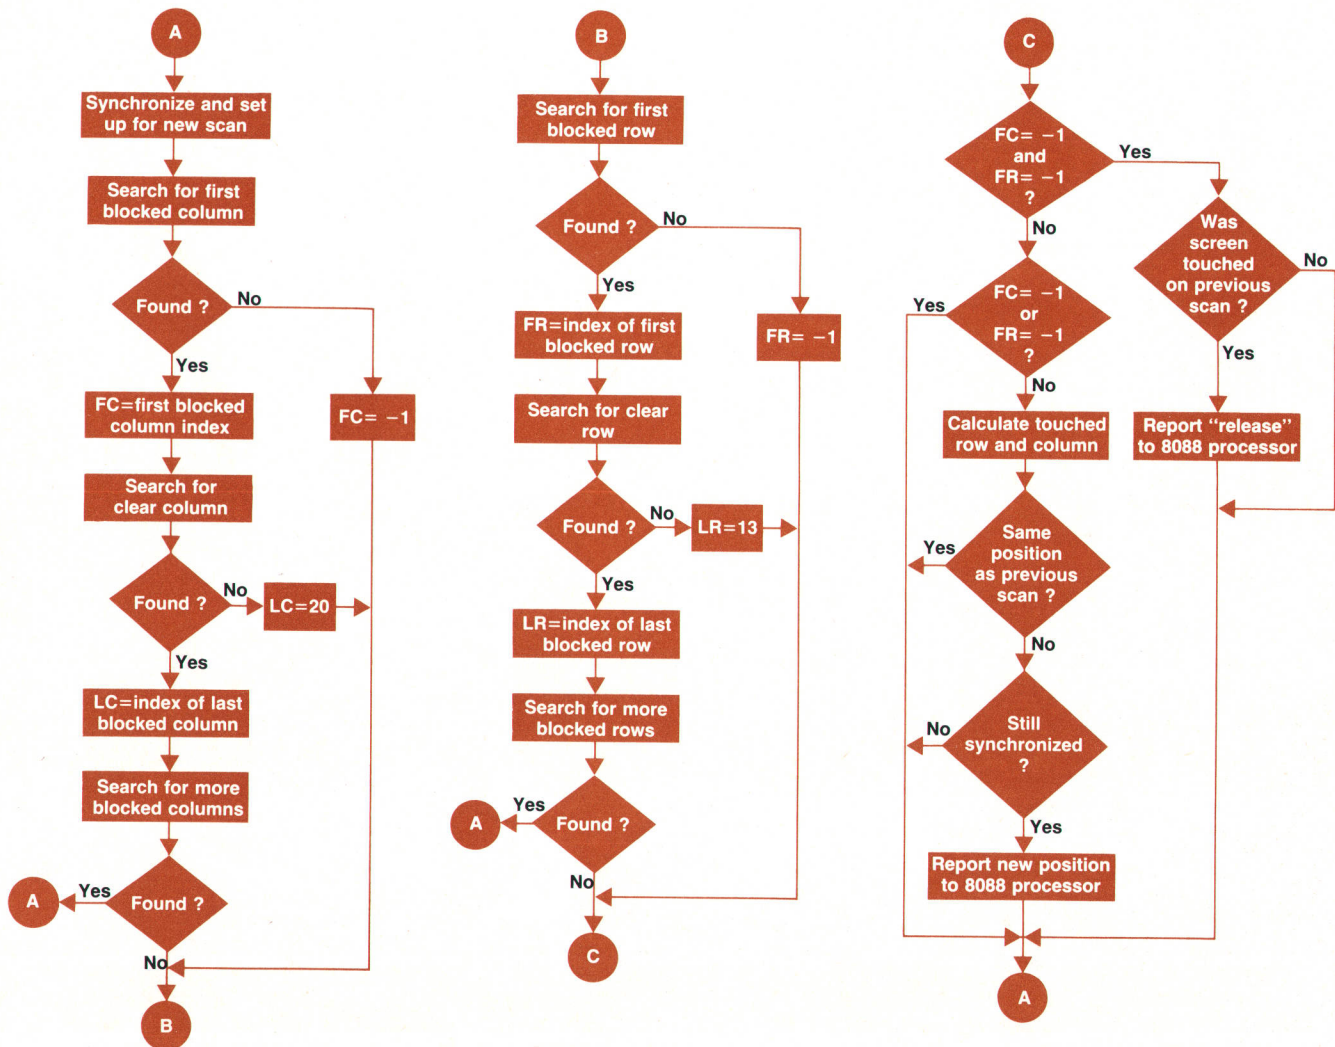 A
Synchronize and set
up for new scan
Search for first
blocked column
Found ?
No
Yes
FC=first blocked
column index
FC= −1
Search for
clear column
Found ?
No
LC=20
Yes
LC=index of last
blocked column
Search for more
blocked columns
Found ?
Yes
A
No
B
B
Search for first
blocked row
Found ?
No
Yes
FR=index of first
blocked row
FR= −1
Search for clear
row
Found ?
No
LR=13
Yes
LR=index of last
blocked row
Search for more
blocked rows
Found ?
Yes
A
No
C
C
FC= −1
and
FR= −1
?
Yes
No
Was
screen
touched
on previous
scan ?
No
Yes
Report “release”
to 8088 processor
FC= −1
or
FR= −1
?
Yes
No
Calculate touched
row and column
Same
position
as previous
scan ?
Yes
No
Still
synchronized
?
No
Yes
Report new position
to 8088 processor
A